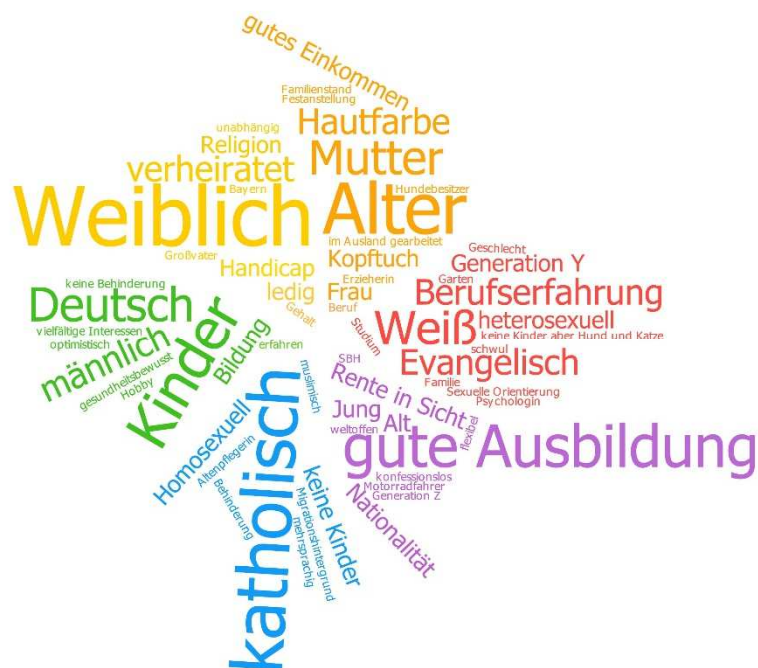 gutes Einkommen
Familienstand
Festanstellung
Hautfarbe
unabhängig
Religion
Mutter
verheiratet
Bayern
Hundebesitzer
Weiblich
Alter
im Ausland gearbeitet
Großvater
Kopftuch
Handicap
Erzieherin
ledig
Frau
Beruf
Gehalt
Geschlecht
Generation Y
Garten
Berufserfahrung
Weiß
heterosexuell
keine Kinder aber Hund und Katze
Studium
schwul
Evangelisch
Familie
Sexuelle Orientierung
Psychologin
keine Behinderung
Deutsch
vielfältige Interessen
optimistisch
männlich
gesundheitsbewusst
Hobby
Kinder
Bildung
erfahren
SBH
Rente in Sicht
Jung
weltoffen
Alt
flexibel
gute Ausbildung
konfessionslos
Motorradfahrer
Generation Z
Nationalität
muslimisch
Homosexuell
Altenpflegerin
Behinderung
katholisch
keine Kinder
Migrationshintergrund
mehrsprachig